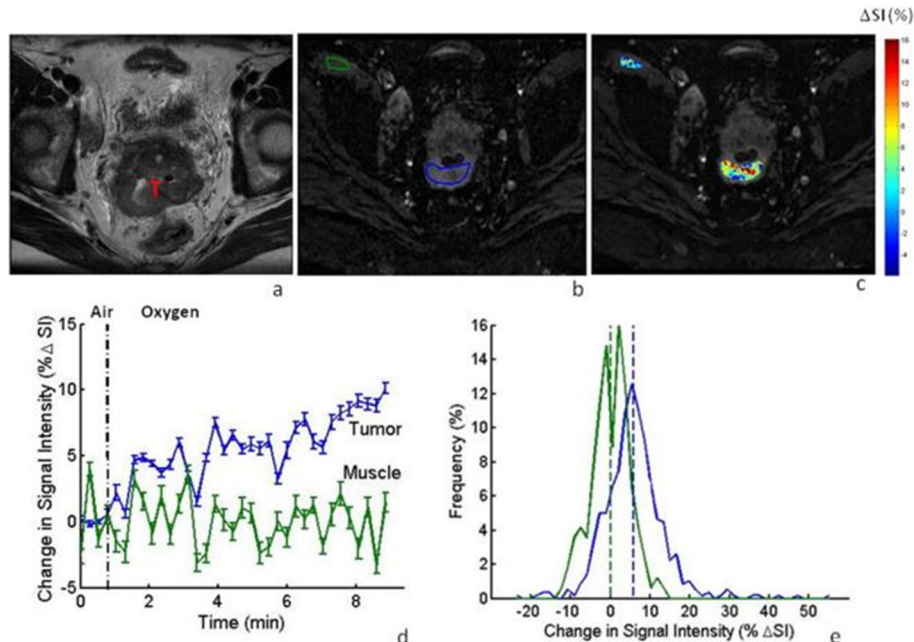 ΔSI(%)
T
16
14
12
10
8
6
4
2
0
-2
-4
a
b
c
Air Oxygen
Change in Signal Intensity (%Δ SI)
15
10
5
0
-5
Tumor
Muscle
0 2 4 6 8
Time (min)
d
Frequency (%)
16
14
12
10
8
6
4
2
0
-20 -10 0 10 20 30 40 50
Change in Signal Intensity (% ΔSI)
e